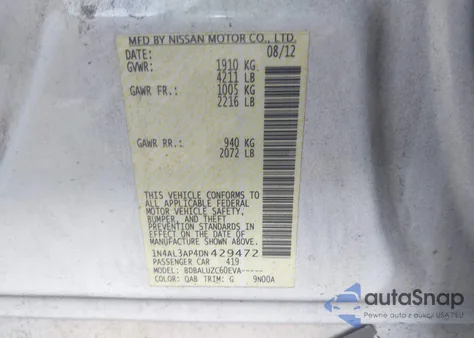 MFD BY NISSAN MOTOR CO., LTD.
DATE: 08/12
GVWR: 1910 KG
4211 LB
GAWR FR.: 1005 KG
2216 LB
GAWR RR.: 940 KG
2072 LB
THIS VEHICLE CONFORMS TO
ALL APPLICABLE FEDERAL
MOTOR VEHICLE SAFETY,
BUMPER, AND THEFT
PREVENTION STANDARDS IN
EFFECT ON THE DATE OF
MANUFACTURE SHOWN ABOVE.
1N4AL3AP4DN429472
PASSENGER CAR 419
MODEL: BDBALUZC60EVA-----
COLOR: QAB TRIM: G 9N00A
autoSnap
Pewne auto z USA